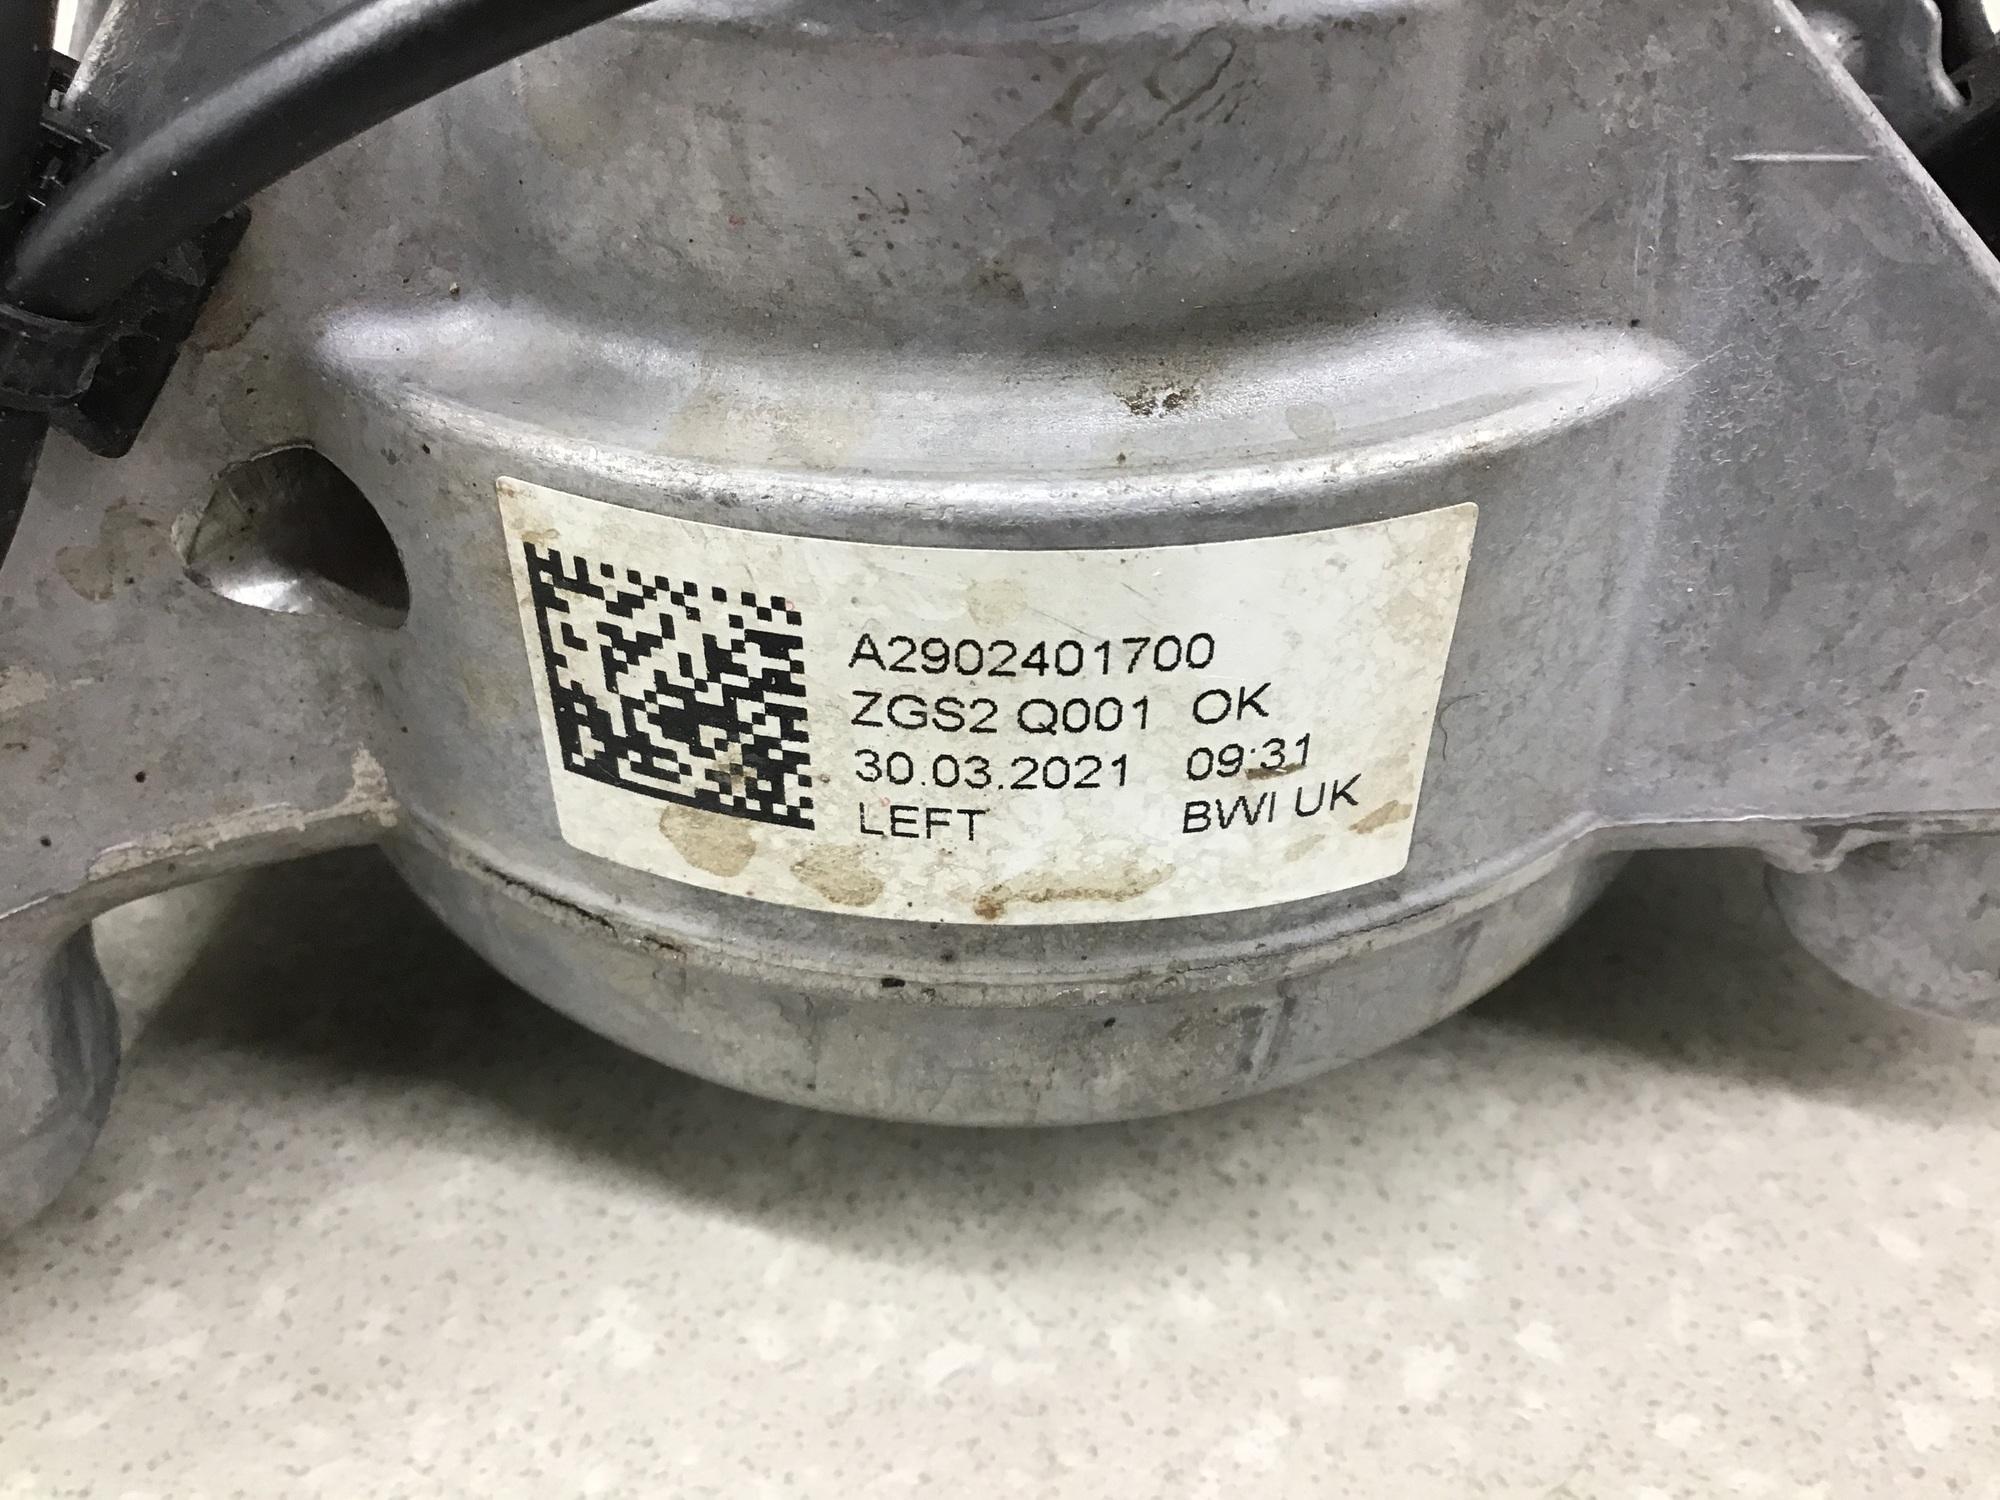 A2902401700
ZGS2 Q001 OK
30.03.2021 09:31
LEFT BWI UK